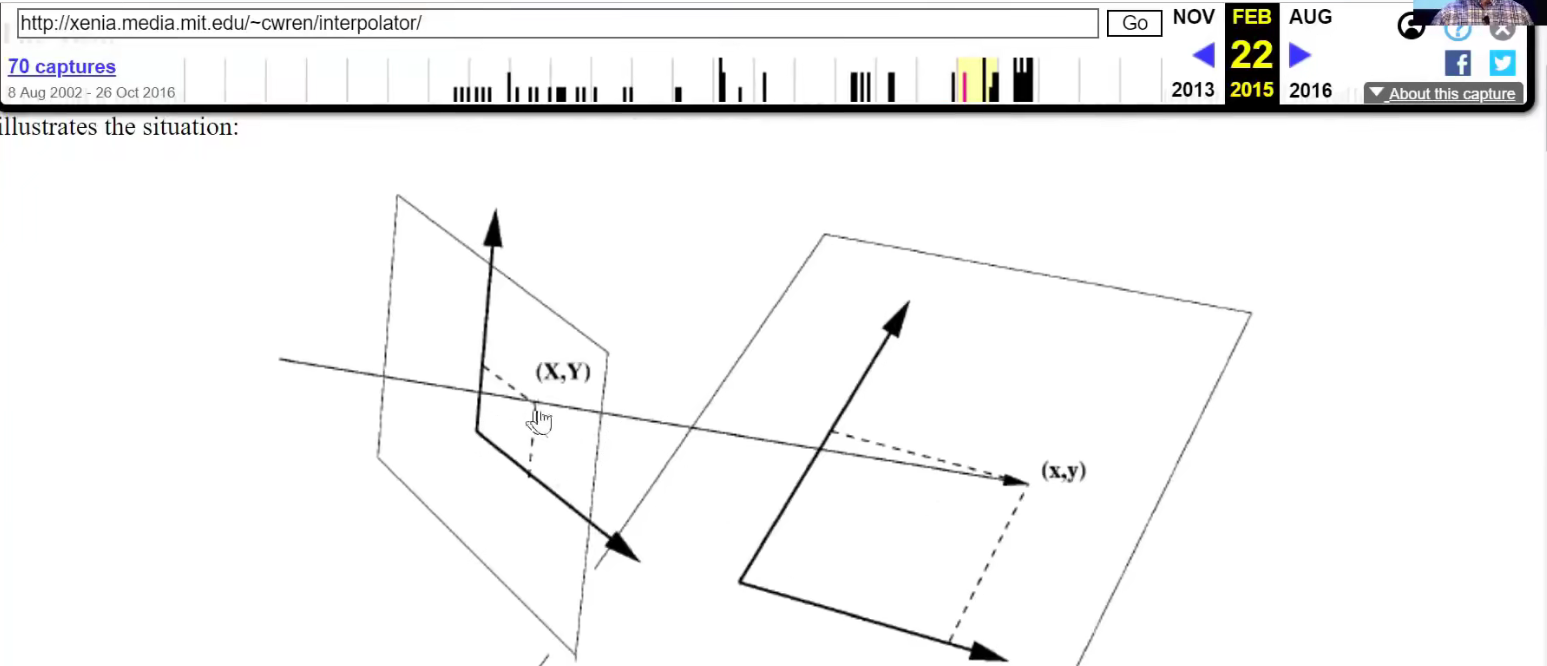 http://xenia.media.mit.edu/~cwren/interpolator/
Go
NOV FEB AUG
70 captures
22
8 Aug 2002 - 26 Oct 2016
2013 2015 2016
About this capture
illustrates the situation:
(X,Y)
(x,y)